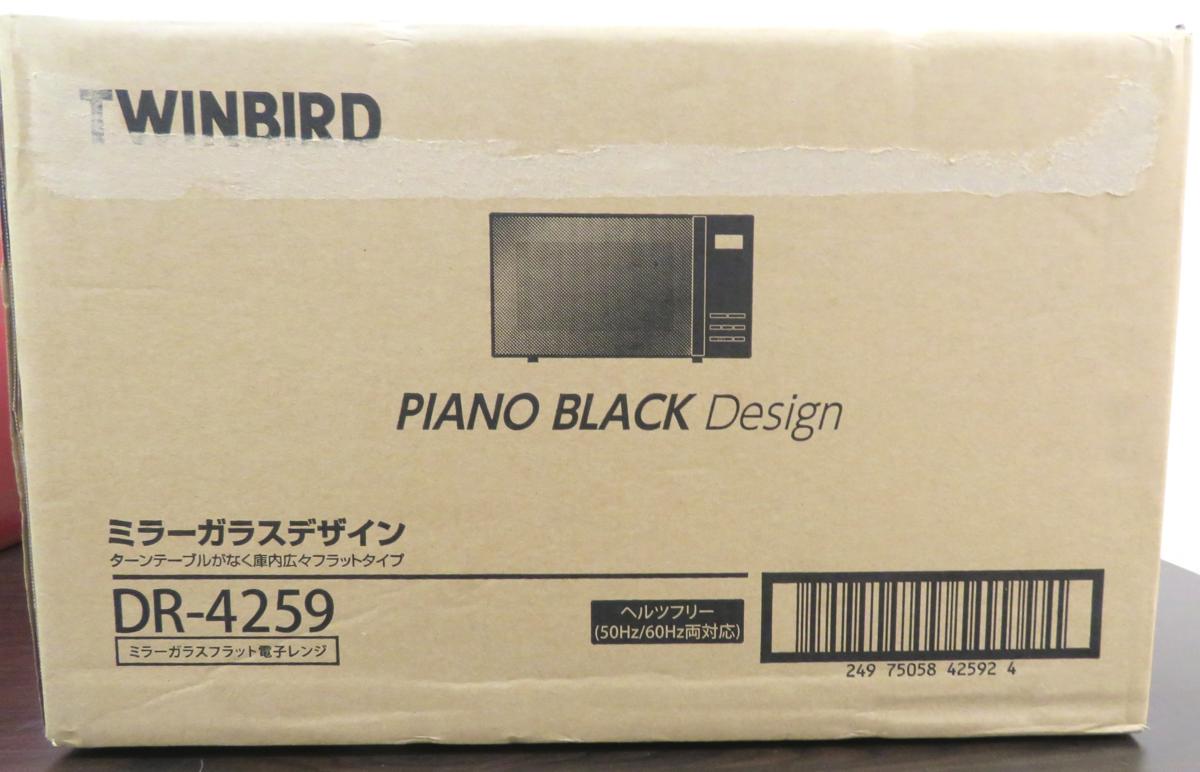 TWINBIRD
PIANO BLACK Design
ミラーガラスデザイン
ターンテーブルがなく庫内広々フラットタイプ
DR-4259
ミラーガラスフラット電子レンジ
ヘルツフリー
(50Hz/60Hz両対応)
249 75058 42592 4